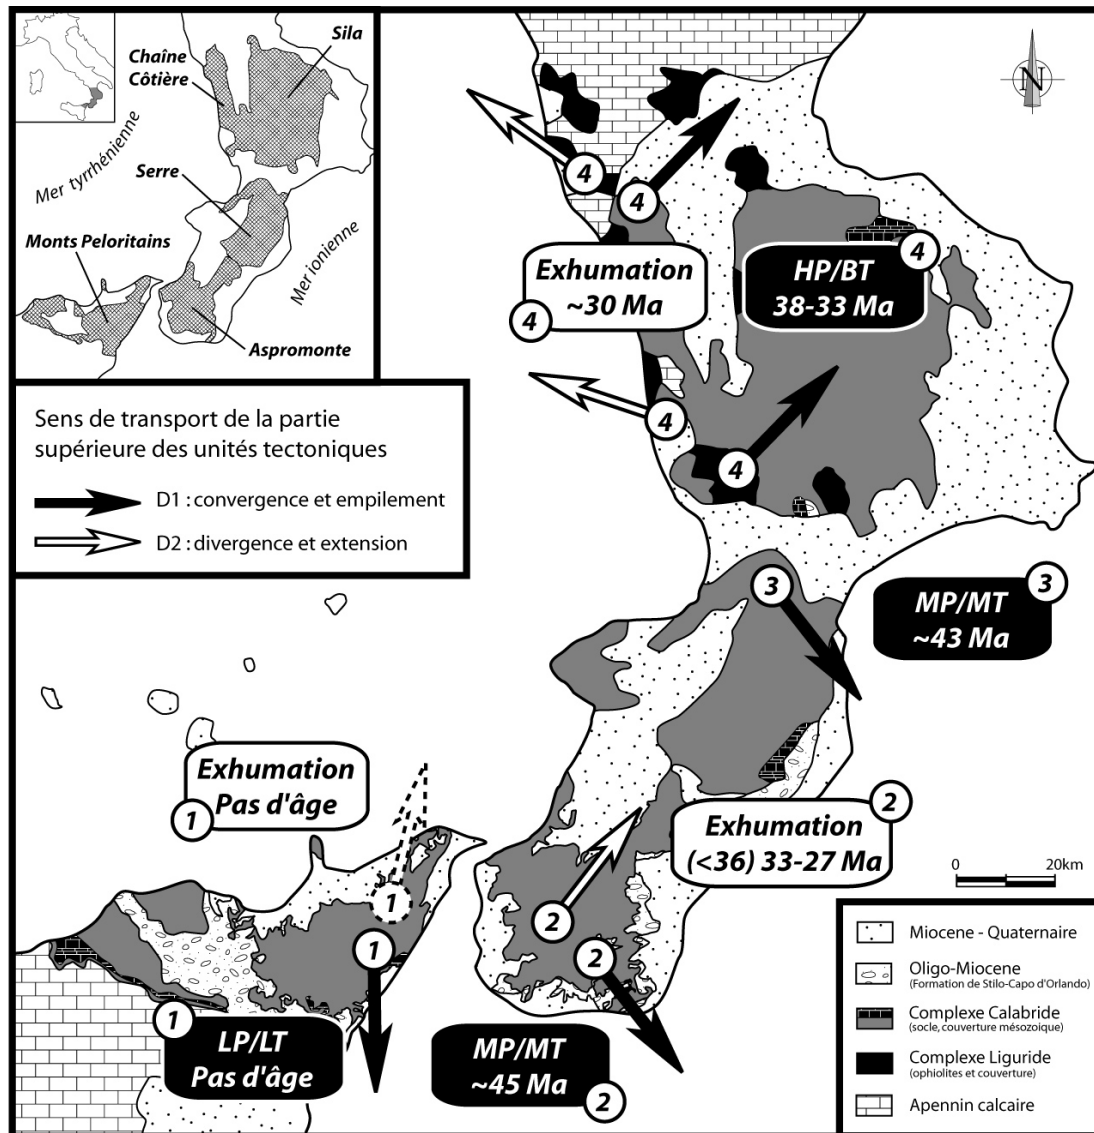 Sila
Chaîne
Côtière
Mer tyrrhénienne
Serre
Monts Peloritains
Mer ionienne
Aspromonte
N
Sens de transport de la partie
supérieure des unités tectoniques
D1 : convergence et empilement
D2 : divergence et extension
4
4
Exhumation
~30 Ma
4
HP/BT
38-33 Ma
4
4
4
3
MP/MT
~43 Ma
3
Exhumation
Pas d'âge
1
Exhumation
(<36) 33-27 Ma
2
1
1
2
2
LP/LT
Pas d'âge
1
MP/MT
~45 Ma
2
0
20km
Miocene - Quaternaire
Oligo-Miocene
(Formation de Stilo-Capo d'Orlando)
Complexe Calabride
(socle, couverture mésozoique)
Complexe Liguride
(ophiolites et couverture)
Apennin calcaire